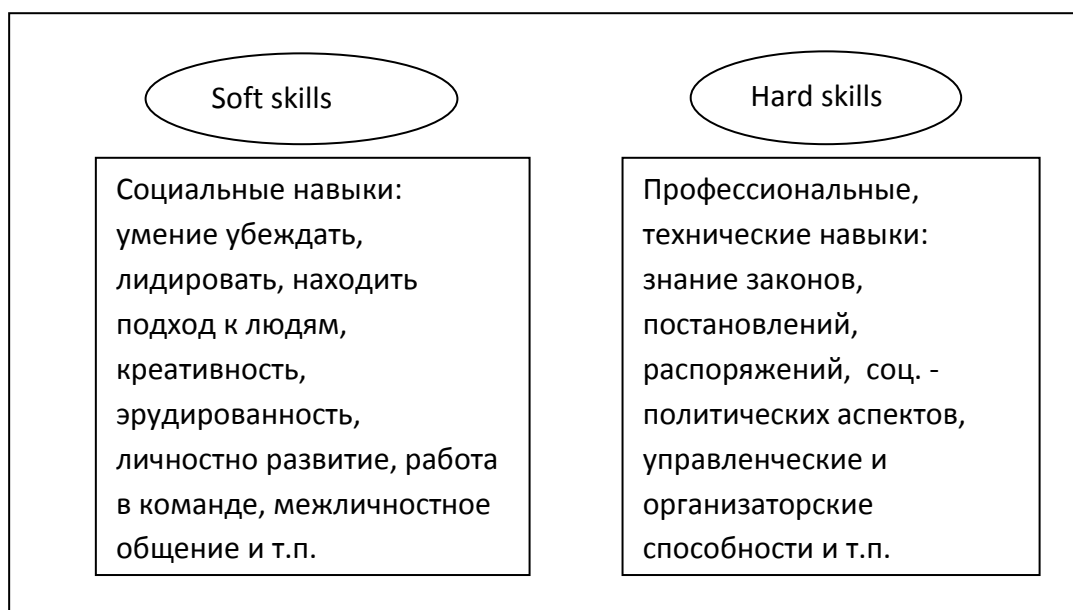 Soft skills
Социальные навыки:
умение убеждать,
лидировать, находить
подход к людям,
креативность,
эрудированность,
личностно развитие, работа
в команде, межличностное
общение и т.п.
Hard skills
Профессиональные,
технические навыки:
знание законов,
постановлений,
распоряжений,  соц. -
политических аспектов,
управленческие и
организаторские
способности и т.п.